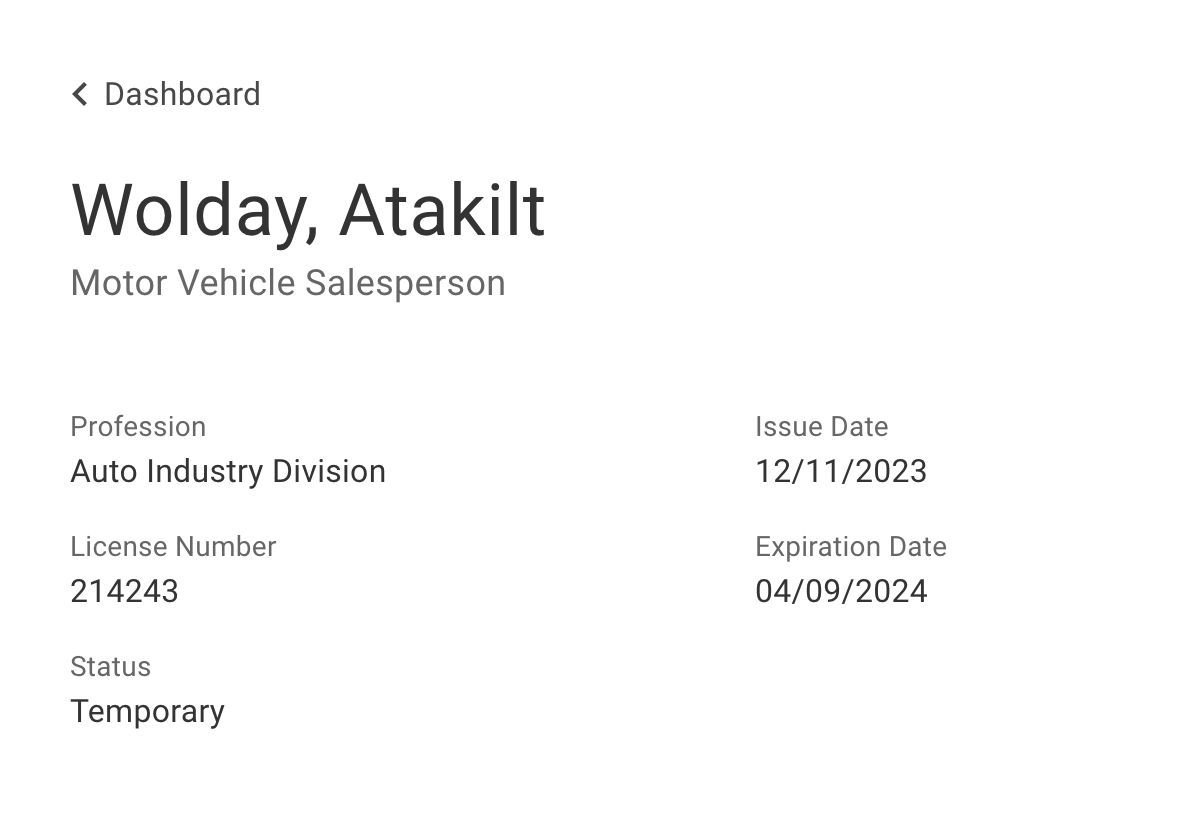 Dashboard
Wolday, Atakilt
Motor Vehicle Salesperson
Profession
Auto Industry Division
Issue Date
12/11/2023
License Number
214243
Expiration Date
04/09/2024
Status
Temporary